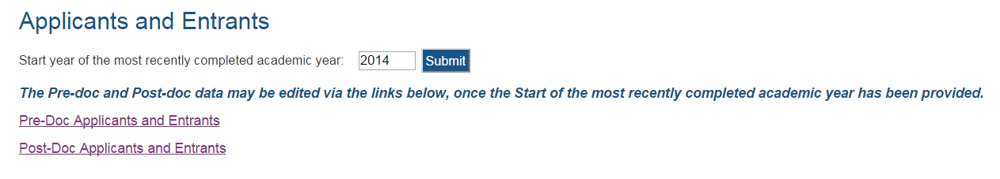 Applicants and Entrants
Start year of the most recently completed academic year: 2014 Submit
The Pre-doc and Post-doc data may be edited via the links below, once the Start of the most recently completed academic year has been provided.
Pre-Doc Applicants and Entrants
Post-Doc Applicants and Entrants